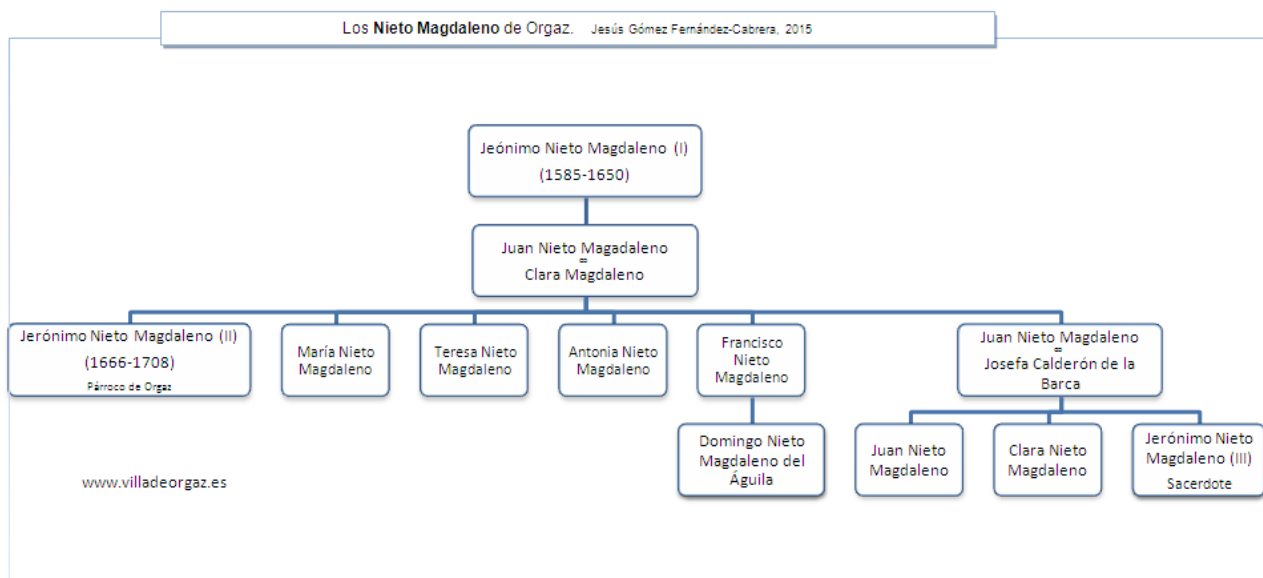 Los Nieto Magdaleno de Orgaz. Jesús Gómez Fernández-Cabrera, 2015
Jeónimo Nieto Magdaleno (I)
(1585-1650)
Juan Nieto Magadaleno
=
Clara Magdaleno
Jerónimo Nieto Magdaleno (II)
(1666-1708)
Párroco de Orgaz
María Nieto
Magdaleno
Teresa Nieto
Magdaleno
Antonia Nieto
Magdaleno
Francisco
Nieto
Magdaleno
Juan Nieto Magdaleno
=
Josefa Calderón de la
Barca
Domingo Nieto
Magdaleno del
Águila
Juan Nieto
Magdaleno
Clara Nieto
Magdaleno
Jerónimo Nieto
Magdaleno (III)
Sacerdote
www.villadeorgaz.es